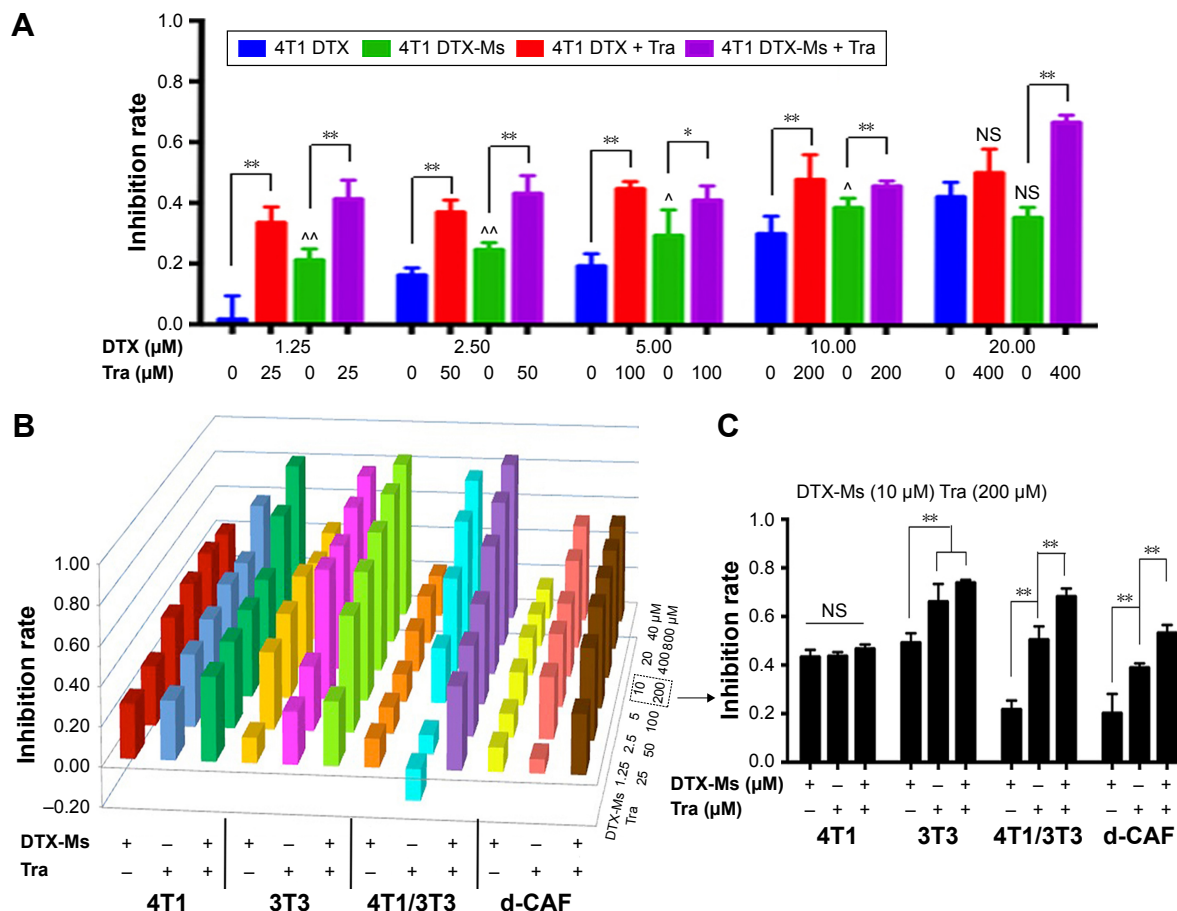 A
4T1 DTX 4T1 DTX-Ms 4T1 DTX + Tra 4T1 DTX-Ms + Tra
Inhibition rate
1.0
0.8
0.6
0.4
0.2
0.0
** ** ** ** ** * ** ** NS **
^^ ^^ ^ ^ NS
DTX (µM) 1.25 2.50 5.00 10.00 20.00
Tra (µM) 0 25 0 25 0 50 0 50 0 100 0 100 0 200 0 200 0 400 0 400
B
Inhibition rate
1.00
0.80
0.60
0.40
0.20
0.00
–0.20
DTX-Ms 1.25 2.5 5 10 20 40 µM
Tra 25 50 100 200 400 800 µM
DTX-Ms + – + + – + + – + + – +
Tra – + + – + + – + + – + +
4T1 3T3 4T1/3T3 d-CAF
C
DTX-Ms (10 µM) Tra (200 µM)
Inhibition rate
1.0
0.8
0.6
0.4
0.2
0.0
NS ** ** ** ** **
DTX-Ms (µM) + – + + – + + – + + – +
Tra (µM) – + + – + + – + + – + +
4T1 3T3 4T1/3T3 d-CAF